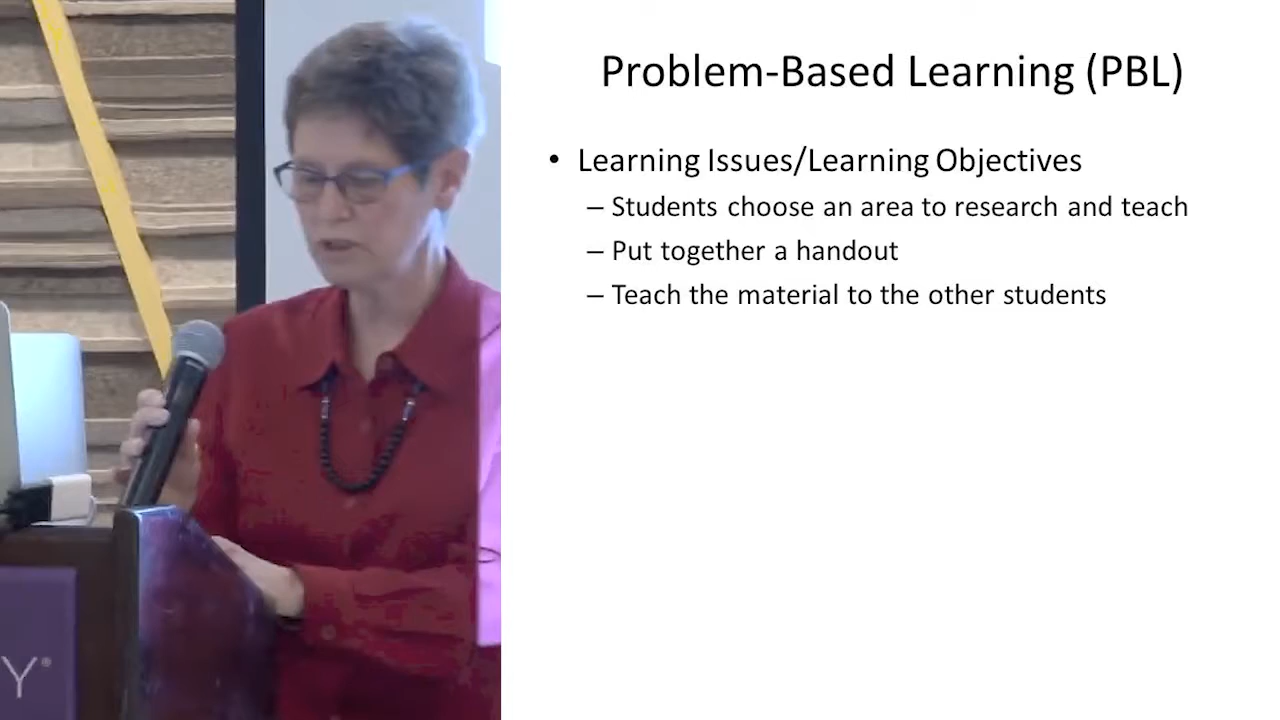 Problem-Based Learning (PBL)
• Learning Issues/Learning Objectives
– Students choose an area to research and teach
– Put together a handout
– Teach the material to the other students
Y®